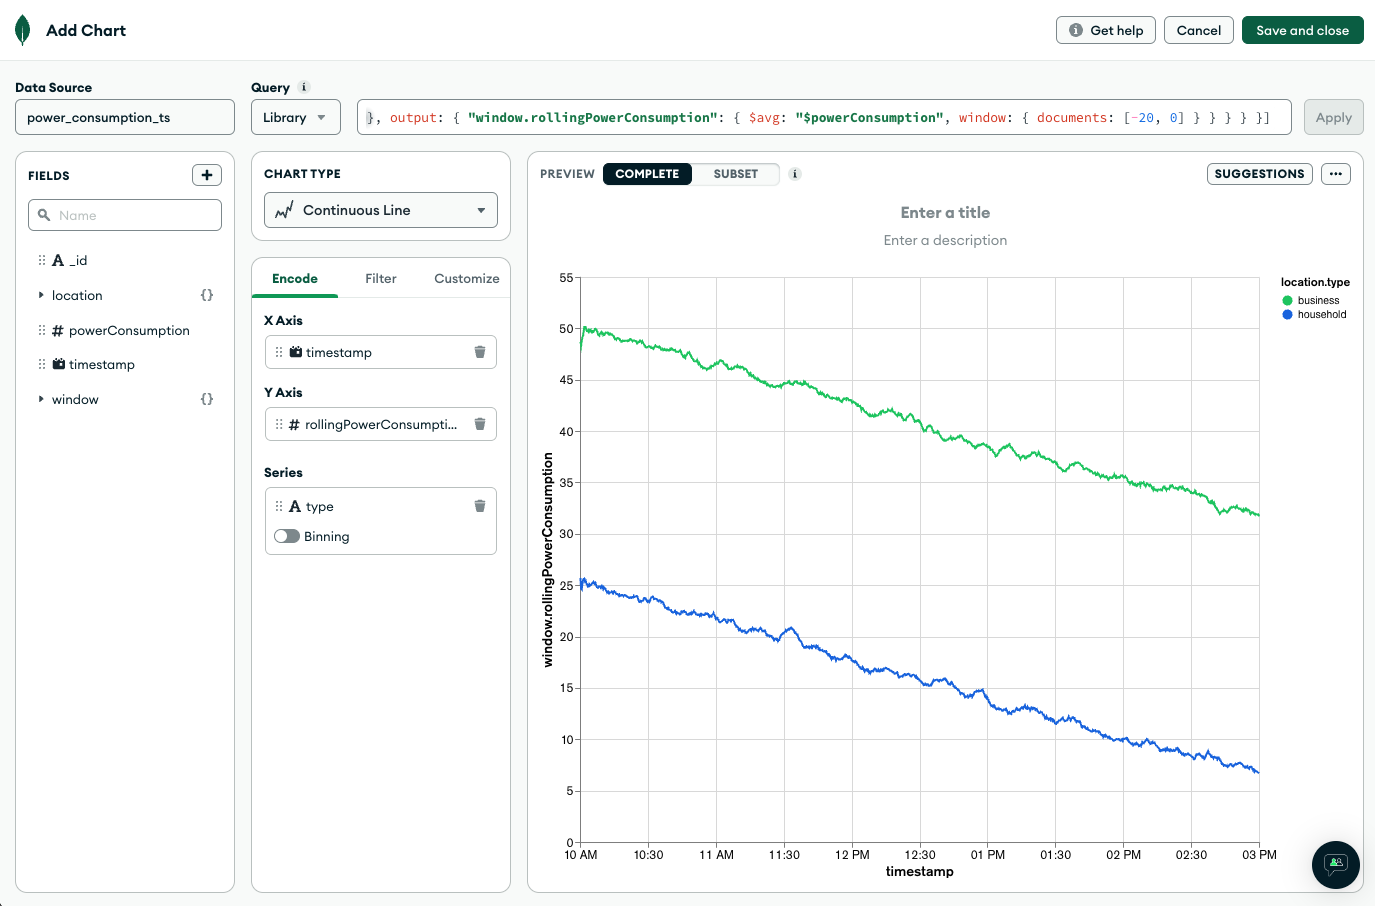 Add Chart
Get help
Cancel
Save and close
Data Source
Query
power_consumption_ts
Library
}, output: { "window.rollingPowerConsumption": { $avg: "$powerConsumption", window: { documents: [-20, 0] } } } } }]
Apply
FIELDS
+
Name
A _id
location {}
# powerConsumption
timestamp
window {}
CHART TYPE
Continuous Line
Encode
Filter
Customize
X Axis
timestamp
Y Axis
# rollingPowerConsumpti...
Series
A type
Binning
PREVIEW
COMPLETE
SUBSET
SUGGESTIONS
Enter a title
Enter a description
location.type
business
household
window.rollingPowerConsumption
55
50
45
40
35
30
25
20
15
10
5
0
10 AM
10:30
11 AM
11:30
12 PM
12:30
01 PM
01:30
02 PM
02:30
03 PM
timestamp